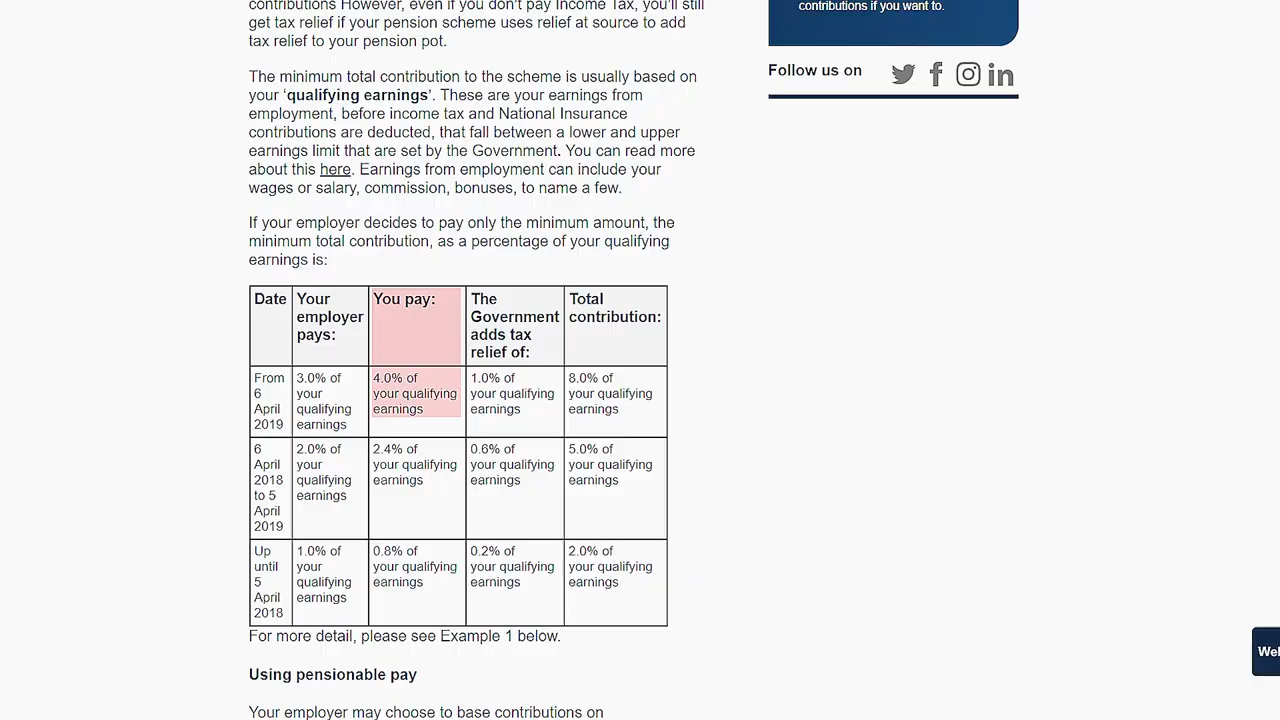 contributions However, even if you don't pay Income Tax, you'll still
get tax relief if your pension scheme uses relief at source to add
tax relief to your pension pot.
The minimum total contribution to the scheme is usually based on
your ‘qualifying earnings’. These are your earnings from
employment, before income tax and National Insurance
contributions are deducted, that fall between a lower and upper
earnings limit that are set by the Government. You can read more
about this here. Earnings from employment can include your
wages or salary, commission, bonuses, to name a few.
If your employer decides to pay only the minimum amount, the
minimum total contribution, as a percentage of your qualifying
earnings is:
Date
Your
employer
pays:
You pay:
The
Government
adds tax
relief of:
Total
contribution:
From
6
April
2019
3.0% of
your
qualifying
earnings
4.0% of
your qualifying
earnings
1.0% of
your qualifying
earnings
8.0% of
your qualifying
earnings
6
April
2018
to 5
April
2019
2.0% of
your
qualifying
earnings
2.4% of
your qualifying
earnings
0.6% of
your qualifying
earnings
5.0% of
your qualifying
earnings
Up
until
5
April
2018
1.0% of
your
qualifying
earnings
0.8% of
your qualifying
earnings
0.2% of
your qualifying
earnings
2.0% of
your qualifying
earnings
For more detail, please see Example 1 below.
Using pensionable pay
Your employer may choose to base contributions on
contributions if you want to.
Follow us on